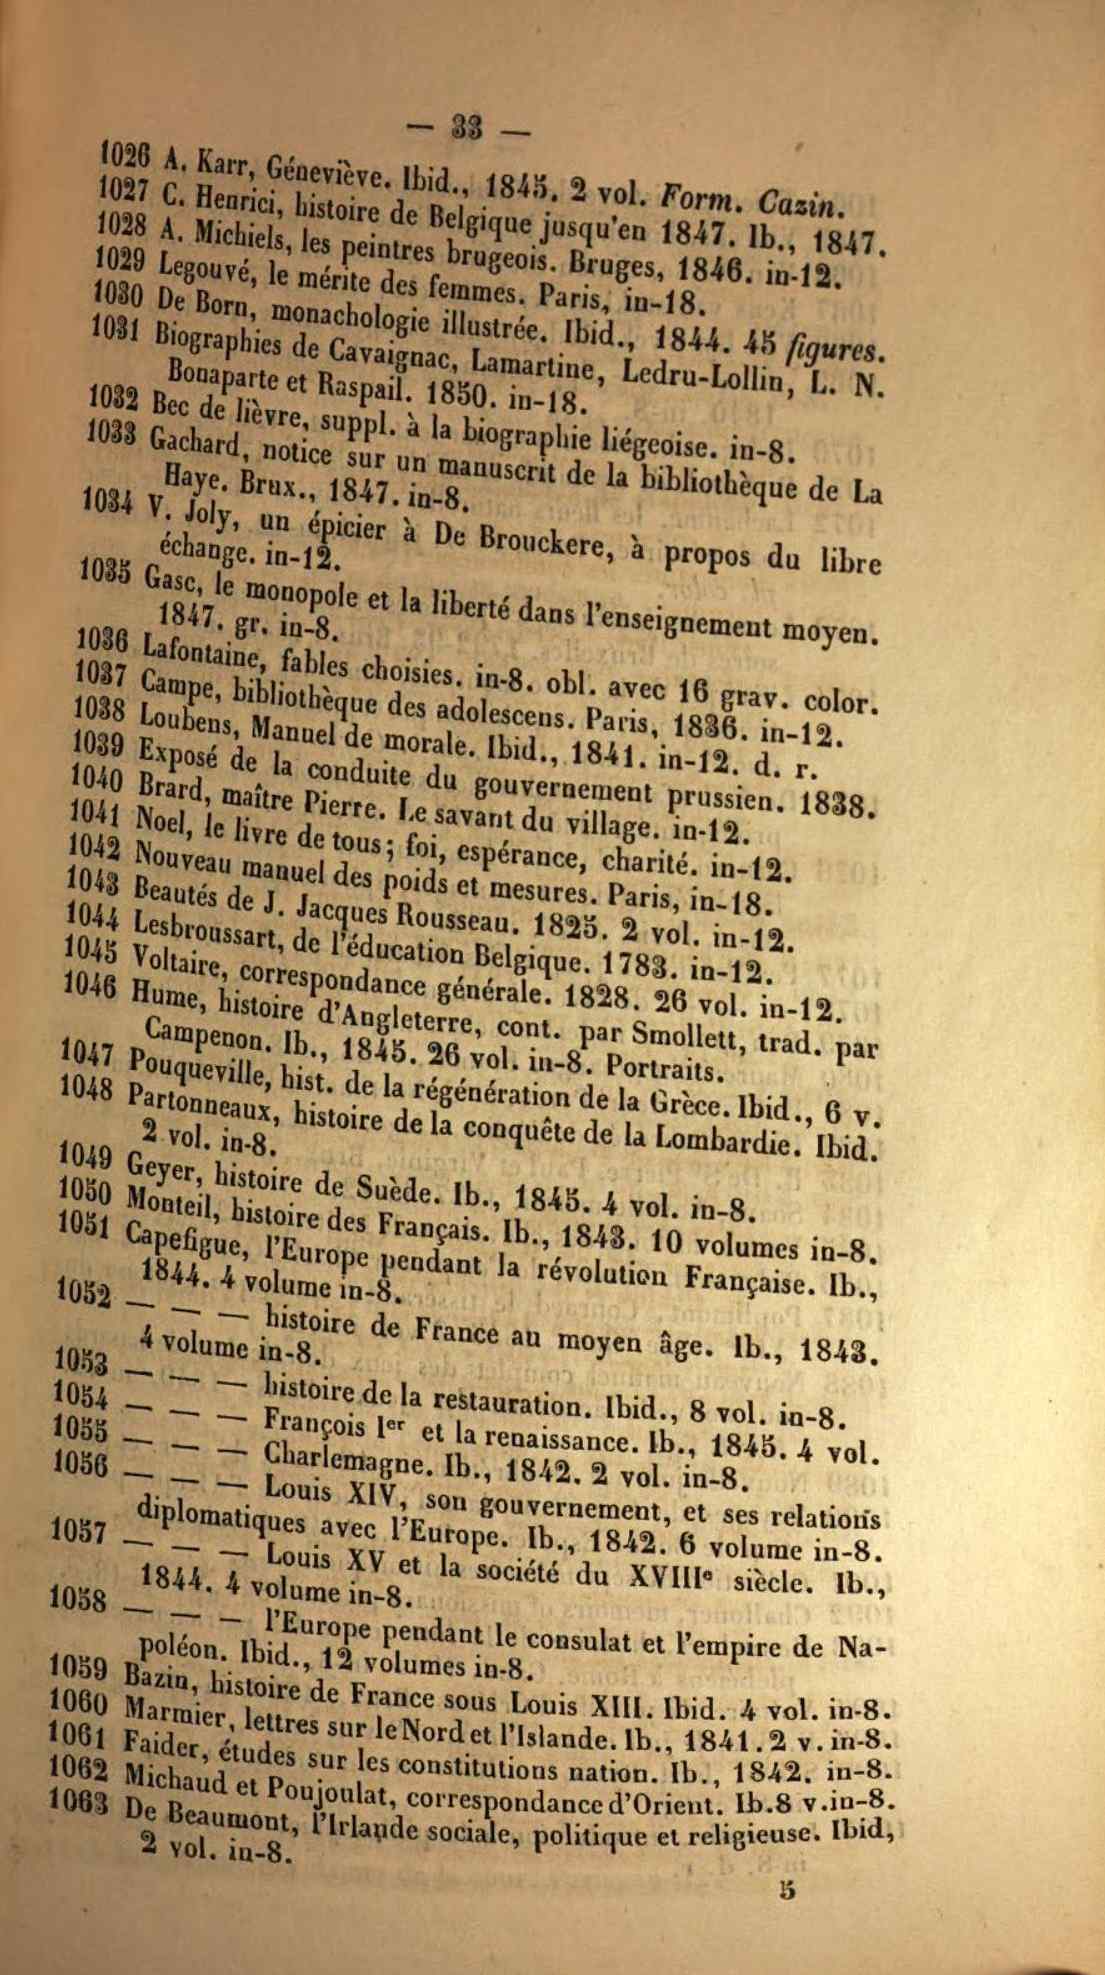 — 33 —
1026 A. Karr, Géneviève. Ibid., 1845. 2 vol. Form. Cazin.
1027 C. Henrici, histoire de Belgique jusqu'en 1847. Ib., 1847.
1028 A. Michiels, les peintres brugeois. Bruges, 1846. in-12.
1029 Legouvé, le mérite des femmes. Paris, in-18.
1030 De Born, monachologie illustrée. Ibid., 1844. 45 figures.
1031 Biographies de Cavaignac, Lamartine, Ledru-Lollin, L. N.
Bonaparte et Raspail. 1850. in-18.
1032 Bec de lièvre, suppl. à la biographie liégeoise. in-8.
1033 Gachard, notice sur un manuscrit de la bibliothèque de La
Haye. Brux., 1847. in-8.
1034 V. Joly, un épicier à De Brouckere, à propos du libre
échange. in-12.
1035 Gasc, le monopole et la liberté dans l'enseignement moyen.
1847. gr. in-8.
1036 Lafontaine, fables choisies. in-8. obl. avec 16 grav. color.
1037 Campe, bibliothèque des adolescens. Paris, 1836. in-12.
1038 Loubens, Manuel de morale. Ibid., 1841. in-12. d. r.
1039 Exposé de la conduite du gouvernement prussien. 1838.
1040 Brard, maître Pierre. Le savant du village. in-12.
1041 Noel, le livre de tous; foi, espérance, charité. in-12.
1042 Nouveau manuel des poids et mesures. Paris, in-18.
1043 Beautés de J. Jacques Rousseau. 1825. 2 vol. in-12.
1044 Lesbroussart, de l'éducation Belgique. 1783. in-12.
1045 Voltaire, correspondance générale. 1828. 26 vol. in-12.
1046 Hume, histoire d'Angleterre, cont. par Smollett, trad. par
Campenon. Ib., 1845. 26 vol. in-8. Portraits.
1047 Pouqueville, hist. de la régénération de la Grèce. Ibid., 6 v.
1048 Partonneaux, histoire de la conquête de la Lombardie. Ibid.
2 vol. in-8.
1049 Geyer, histoire de Suède. Ib., 1845. 4 vol. in-8.
1050 Monteil, histoire des Français. Ib., 1843. 10 volumes in-8.
1051 Capefigue, l'Europe pendant la révolution Française. Ib.,
1844. 4 volume in-8.
1052 — — — histoire de France au moyen âge. Ib., 1843.
4 volume in-8.
1053 — — — histoire de la restauration. Ibid., 8 vol. in-8.
1054 — — — François Ier et la renaissance. Ib., 1845. 4 vol.
1055 — — — Charlemagne. Ib., 1842. 2 vol. in-8.
1056 — — — Louis XIV, son gouvernement, et ses relations
diplomatiques avec l'Europe. Ib., 1842. 6 volume in-8.
1057 — — — Louis XV et la société du XVIIIe siècle. Ib.,
1844. 4 volume in-8.
1058 — — — l'Europe pendant le consulat et l'empire de Na-
poléon. Ibid., 12 volumes in-8.
1059 Bazin, histoire de France sous Louis XIII. Ibid. 4 vol. in-8.
1060 Marmier, lettres sur le Nord et l'Islande. Ib., 1841. 2 v. in-8.
1061 Faider, études sur les constitutions nation. Ib., 1842. in-8.
1062 Michaud et Poujoulat, correspondance d'Orient. Ib. 8 v. in-8.
1063 De Beaumont, l'Irlande sociale, politique et religieuse. Ibid,
2 vol. in-8.
5